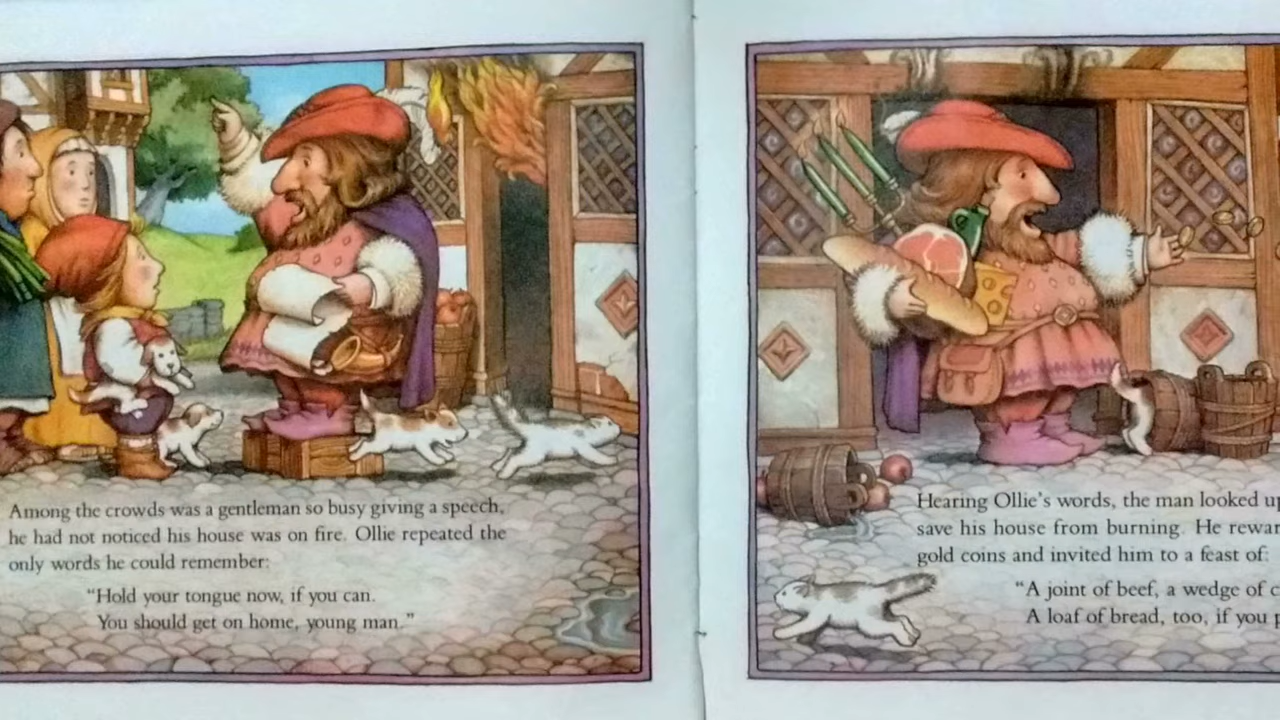 Among the crowds was a gentleman so busy giving a speech,
he had not noticed his house was on fire. Ollie repeated the
only words he could remember:
“Hold your tongue now, if you can.
You should get on home, young man.”
Hearing Ollie’s words, the man looked up
save his house from burning. He rewar
gold coins and invited him to a feast of:
“A joint of beef, a wedge of c
A loaf of bread, too, if you p